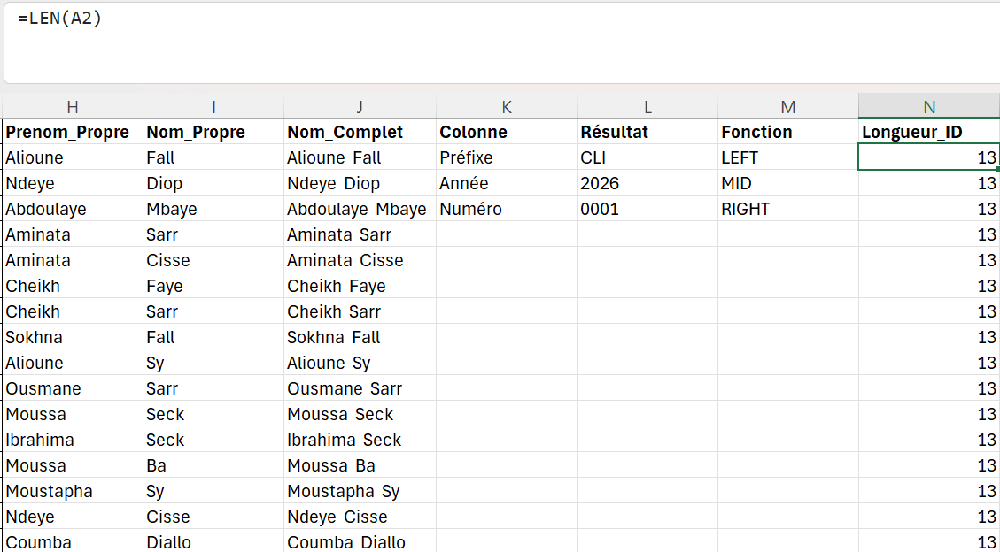 =LEN(A2)
H I J K L M N
Prenom_Propre Nom_Propre Nom_Complet Colonne Résultat Fonction Longueur_ID
Alioune Fall Alioune Fall Préfixe CLI LEFT 13
Ndeye Diop Ndeye Diop Année 2026 MID 13
Abdoulaye Mbaye Abdoulaye Mbaye Numéro 0001 RIGHT 13
Aminata Sarr Aminata Sarr 13
Aminata Cisse Aminata Cisse 13
Cheikh Faye Cheikh Faye 13
Cheikh Sarr Cheikh Sarr 13
Sokhna Fall Sokhna Fall 13
Alioune Sy Alioune Sy 13
Ousmane Sarr Ousmane Sarr 13
Moussa Seck Moussa Seck 13
Ibrahima Seck Ibrahima Seck 13
Moussa Ba Moussa Ba 13
Moustapha Sy Moustapha Sy 13
Ndeye Cisse Ndeye Cisse 13
Coumba Diallo Coumba Diallo 13